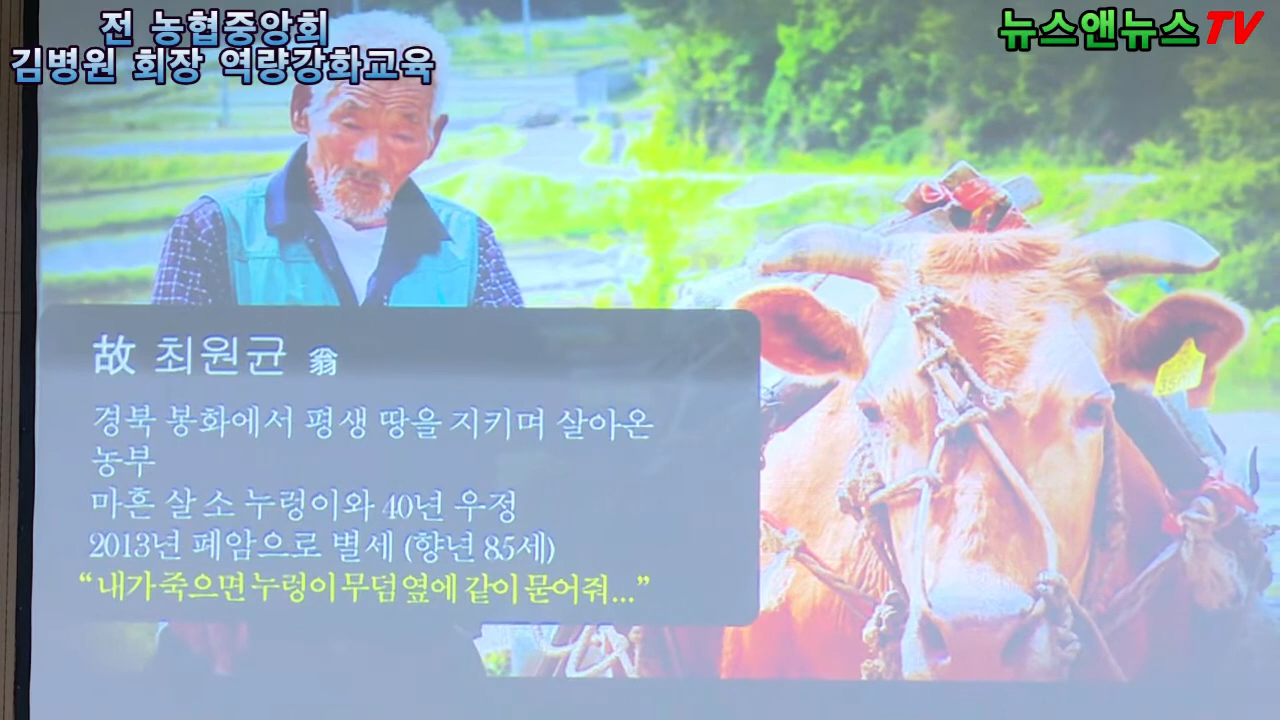 전 농협중앙회
김병원 회장 역량강화교육
뉴스앤뉴스TV
故 최원균 翁
경북 봉화에서 평생 땅을 지키며 살아온
농부
마흔 살 소 누렁이와 40년 우정
2013년 폐암으로 별세 (향년 85세)
“내가 죽으면 누렁이 무덤 옆에 같이 묻어줘...”